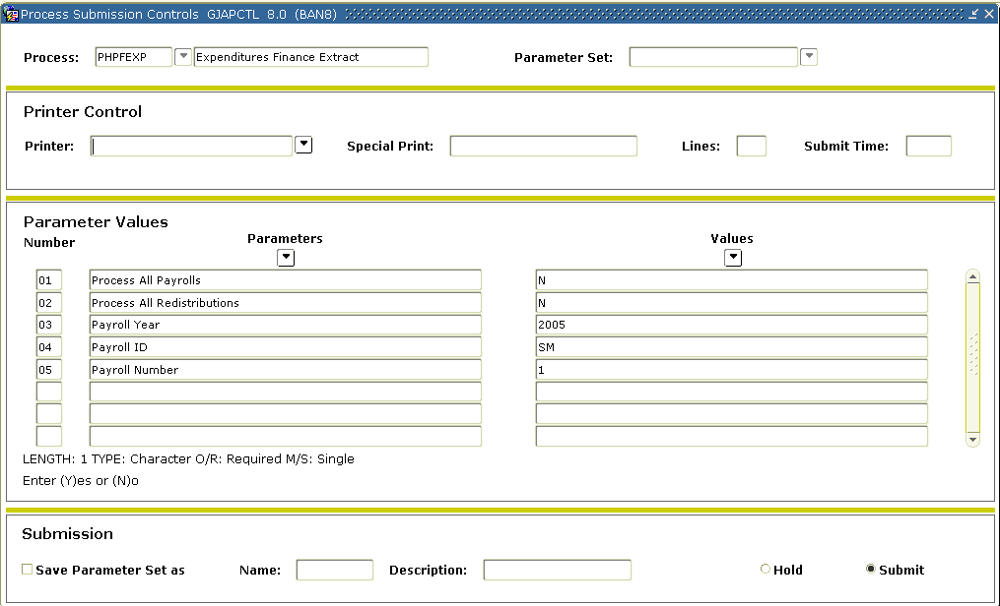 Process Submission Controls GJAPCTL 8.0 (BAN8)
Process: PHPFEXP Expenditures Finance Extract Parameter Set:
Printer Control
Printer: Special Print: Lines: Submit Time:
Parameter Values
Number Parameters Values
01 Process All Payrolls N
02 Process All Redistributions N
03 Payroll Year 2005
04 Payroll ID SM
05 Payroll Number 1
LENGTH: 1 TYPE: Character O/R: Required M/S: Single
Enter (Y)es or (N)o
Submission
Save Parameter Set as Name: Description: Hold Submit